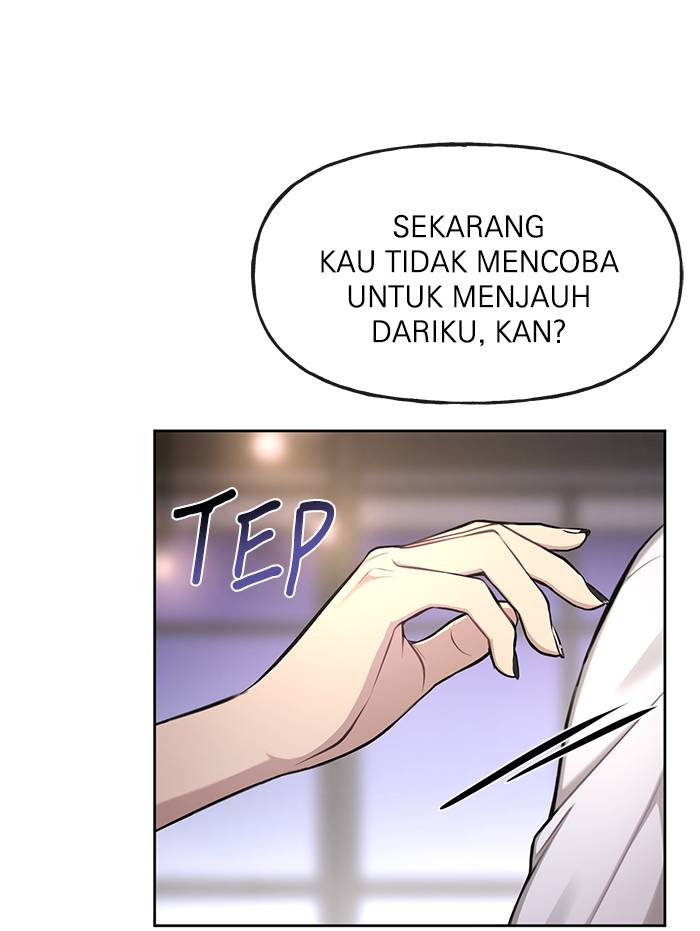 SEKARANG
KAU TIDAK MENCOBA
UNTUK MENJAUH
DARIKU, KAN?
TEP